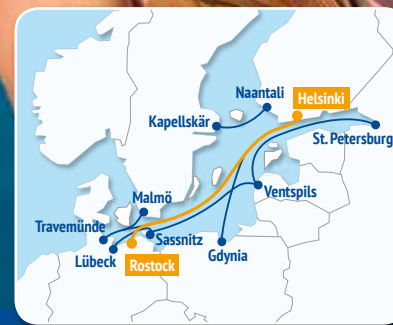 Naantali
Helsinki
Kapellskär
St. Petersburg
Malmö
Ventspils
Travemünde
Sassnitz
Lübeck
Gdynia
Rostock